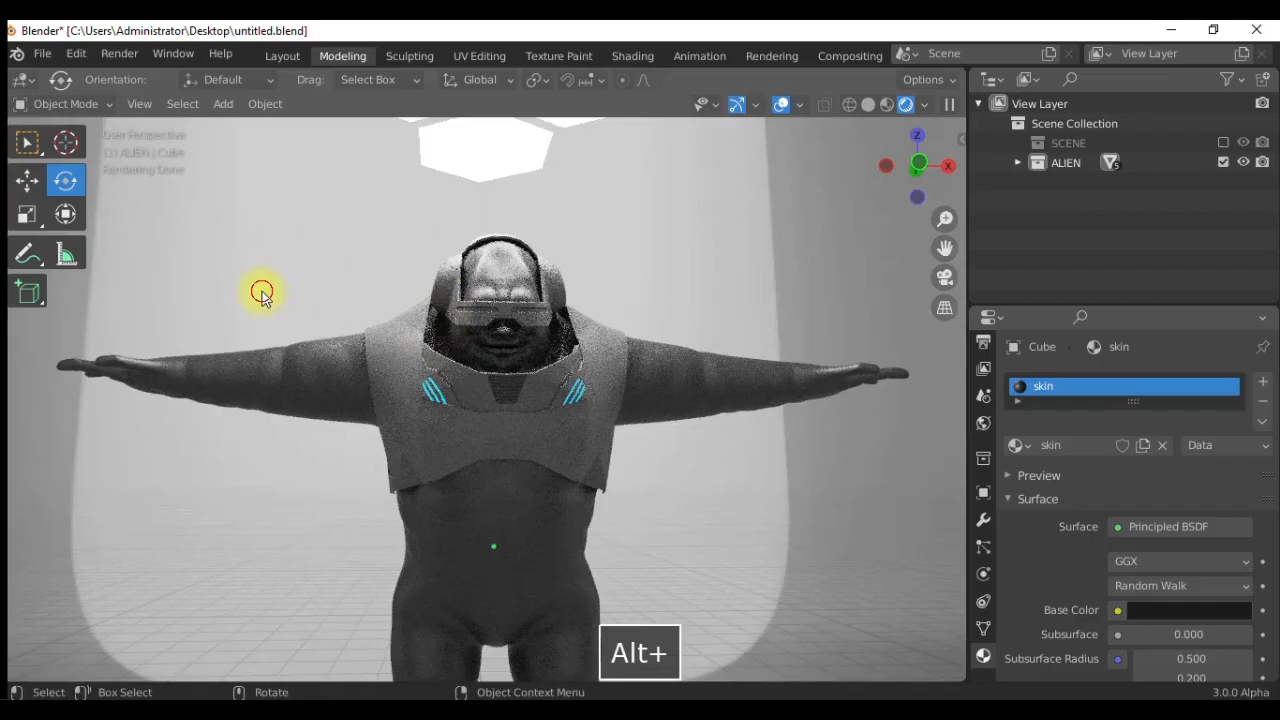 Blender* [C:\Users\Administrator\Desktop\untitled.blend]
File Edit Render Window Help Layout Modeling Sculpting UV Editing Texture Paint Shading Animation Rendering Compositing Scene View Layer
Orientation: Default Drag: Select Box Global Options
Object Mode View Select Add Object
View Layer
Scene Collection
SCENE
ALIEN 5
User Perspective
(1) ALIEN | Cube
Rendering Done
Z
X
Cube skin
skin
skin Data
Preview
Surface
Surface Principled BSDF
GGX
Random Walk
Base Color
Subsurface 0.000
Subsurface Radius 0.500
0.200
Alt+
Select Box Select Rotate Object Context Menu 3.0.0 Alpha